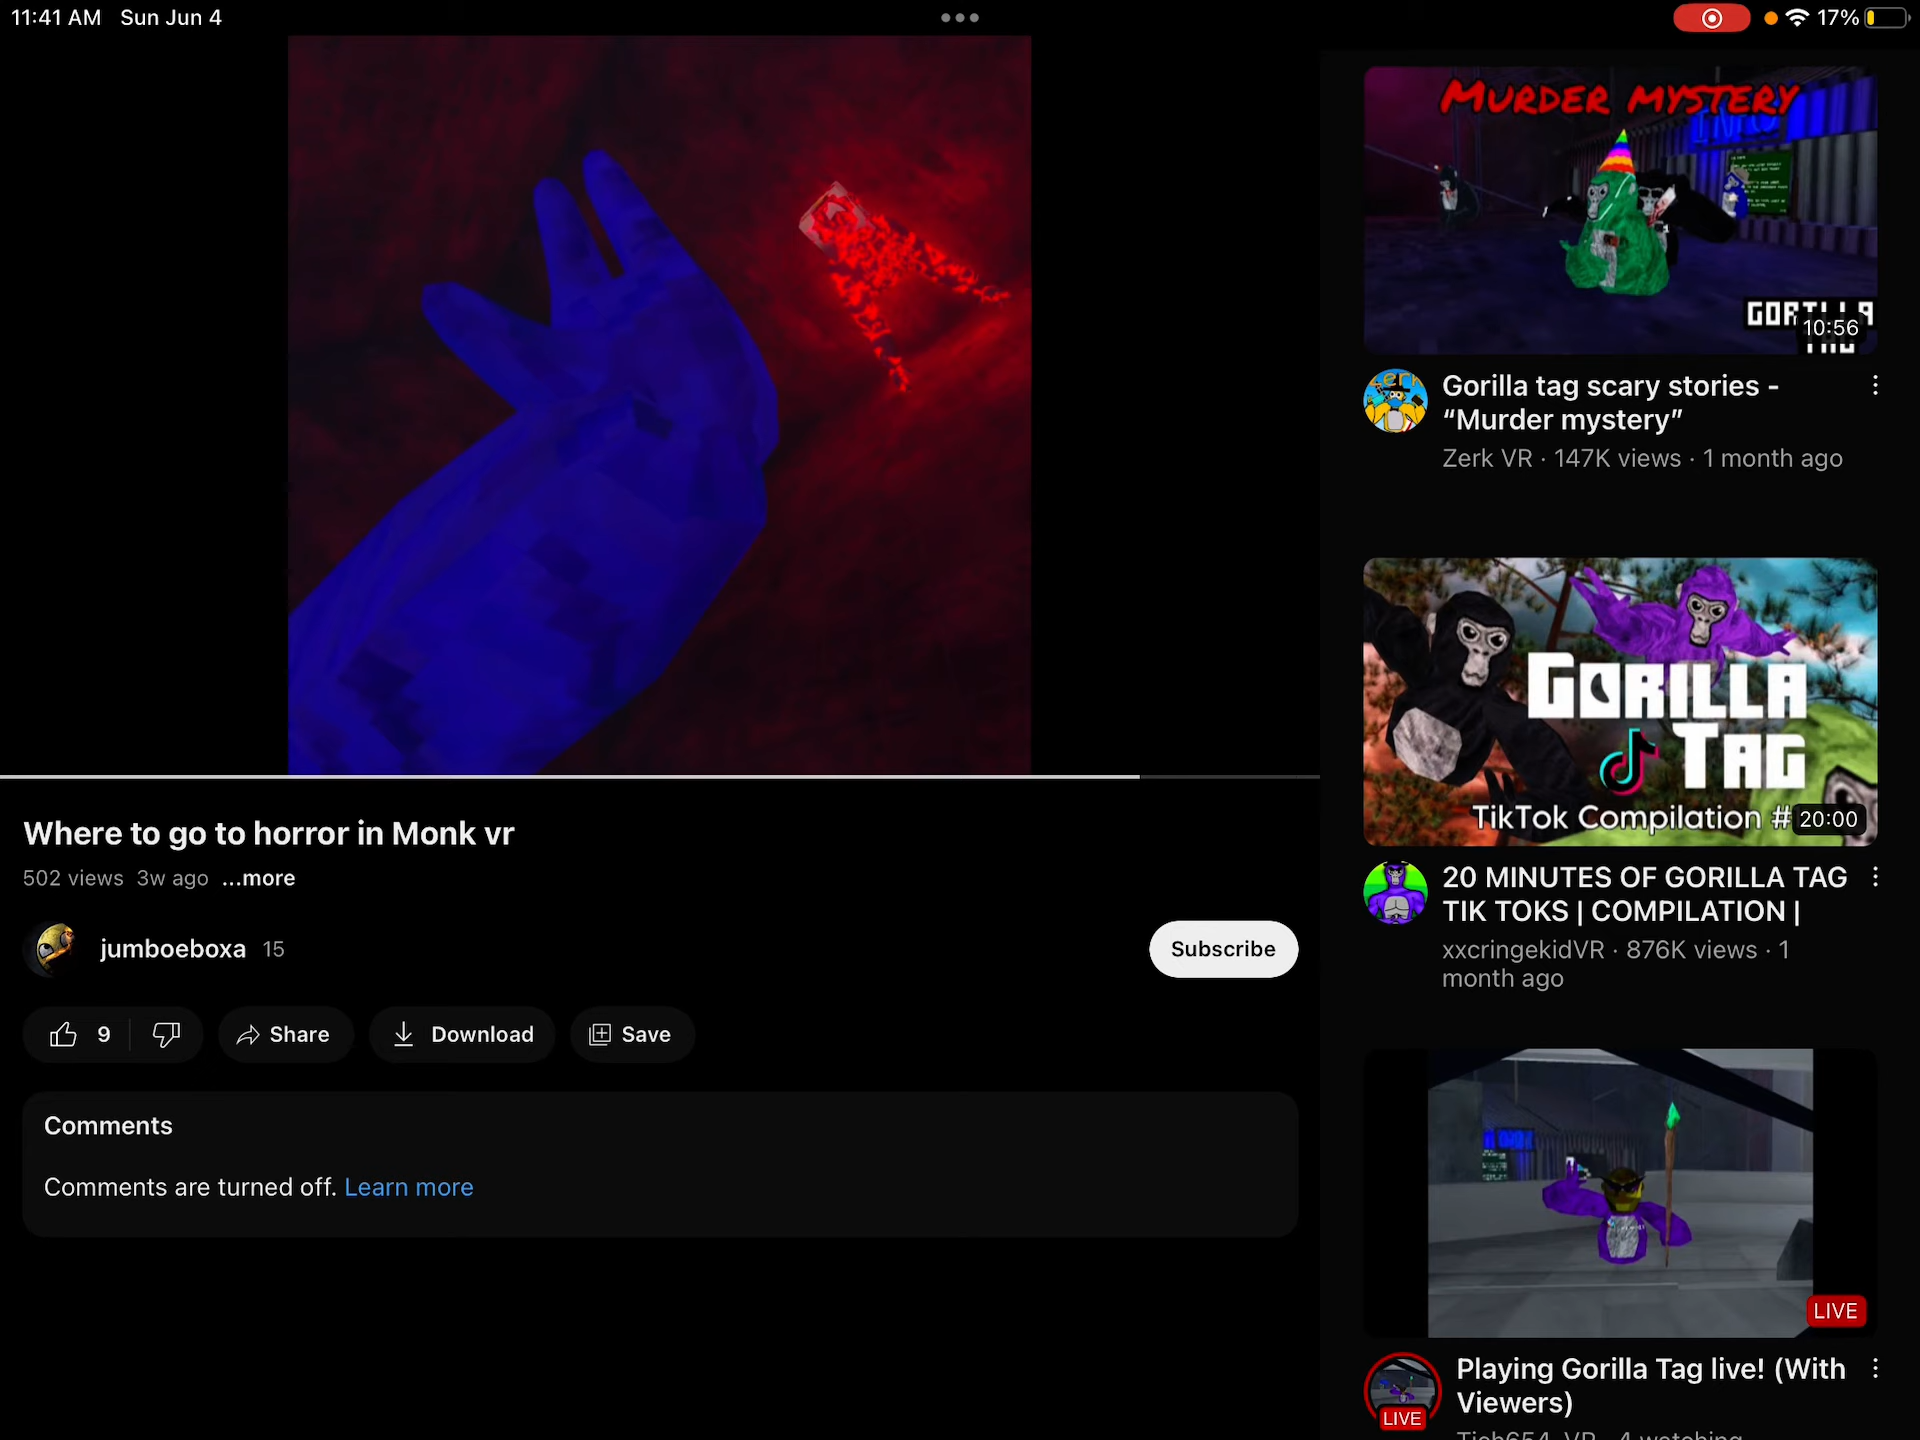 11:41 AM Sun Jun 4
17%
Where to go to horror in Monk vr
502 views 3w ago ...more
jumboeboxa 15
Subscribe
9
Share
Download
Save
Comments
Comments are turned off. Learn more
MURDER MYSTERY
10:56
Gorilla tag scary stories -
“Murder mystery”
Zerk VR · 147K views · 1 month ago
GORILLA
TAG
TikTok Compilation #
20:00
20 MINUTES OF GORILLA TAG
TIK TOKS | COMPILATION |
xxcringekidVR · 876K views · 1
month ago
LIVE
LIVE
Playing Gorilla Tag live! (With
Viewers)